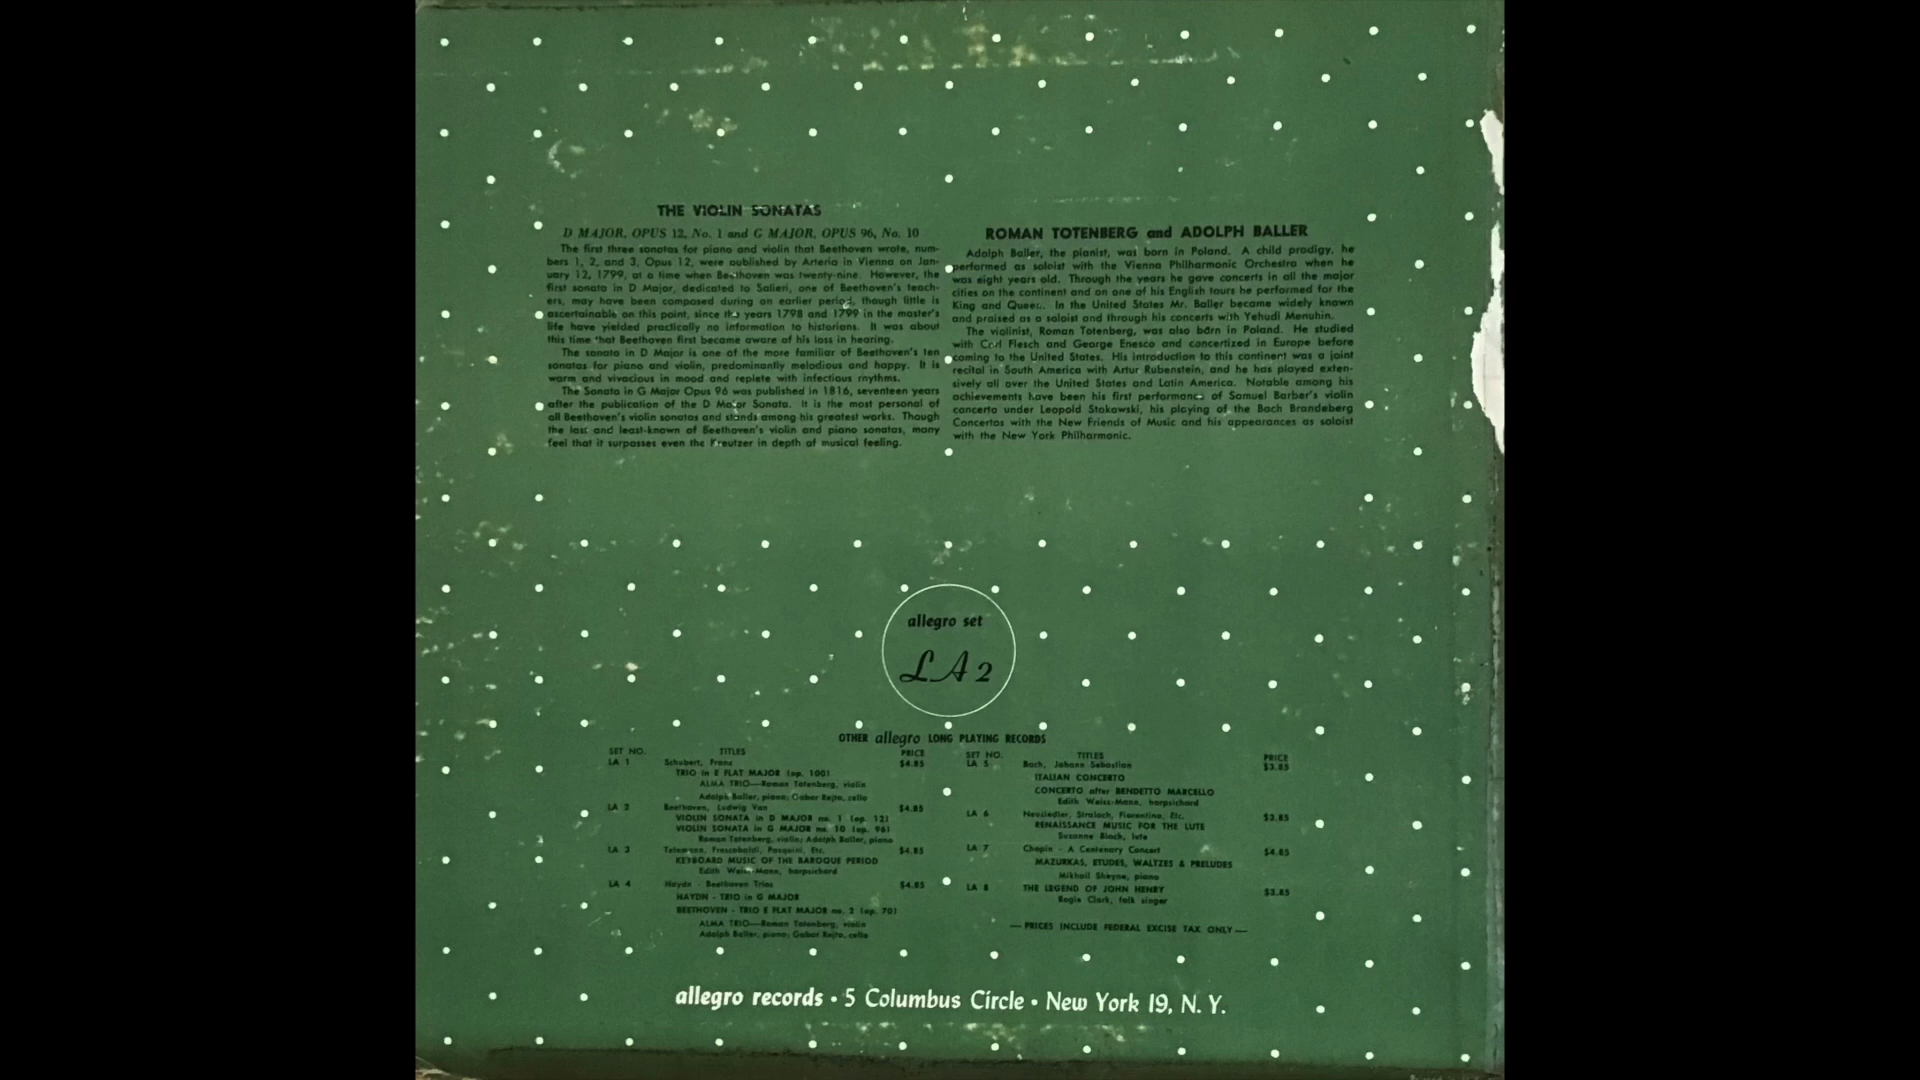 THE VIOLIN SONATAS
D MAJOR, OPUS 12, No. 1 and G MAJOR, OPUS 96, No. 10
The first three sonatas for piano and violin that Beethoven wrote, num-
bers 1, 2, and 3, Opus 12, were published by Arteria in Vienna on Jan-
uary 12, 1799, at a time when Beethoven was twenty-nine. However, the
first sonata in D Major, dedicated to Salieri, one of Beethoven's teach-
ers, may have been composed during an earlier period, though little is
ascertainable on this point, since the years 1798 and 1799 in the master's
life have yielded practically no information to historians. It was about
this time that Beethoven first became aware of his loss in hearing.
The sonata in D Major is one of the more familiar of Beethoven's ten
sonatas for piano and violin, predominantly melodious and happy. It is
warm and vivacious in mood and replete with infectious rhythms.
The Sonata in G Major Opus 96 was published in 1816, seventeen years
after the publication of the D Major Sonata. It is the most personal of
all Beethoven's violin sonatas and stands among his greatest works. Though
the last and least-known of Beethoven's violin and piano sonatas, many
feel that it surpasses even the Kreutzer in depth of musical feeling.
ROMAN TOTENBERG and ADOLPH BALLER
Adolph Baller, the pianist, was born in Poland. A child prodigy, he
performed as soloist with the Vienna Philharmonic Orchestra when he
was eight years old. Through the years he gave concerts in all the major
cities on the continent and on one of his English tours he performed for the
King and Queen. In the United States Mr. Baller became widely known
and praised as a soloist and through his concerts with Yehudi Menuhin.
The violinist, Roman Totenberg, was also born in Poland. He studied
with Carl Flesch and George Enesco and concertized in Europe before
coming to the United States. His introduction to this continent was a joint
recital in South America with Artur Rubenstein, and he has played exten-
sively all over the United States and Latin America. Notable among his
achievements have been his first performance of Samuel Barber's violin
concerto under Leopold Stokowski, his playing of the Bach Brandeberg
Concertos with the New Friends of Music and his appearances as soloist
with the New York Philharmonic.
allegro set
LA 2
OTHER allegro LONG PLAYING RECORDS
SET NO. TITLES PRICE
LA 1 Schubert, Franz $4.85
TRIO in E FLAT MAJOR (op. 100)
ALMA TRIO—Roman Totenberg, violin
Adolph Baller, piano; Gabor Rejto, cello
LA 2 Beethoven, Ludwig Van $4.85
VIOLIN SONATA in D MAJOR no. 1 (op. 12)
VIOLIN SONATA in G MAJOR no. 10 (op. 96)
Roman Totenberg, violin; Adolph Baller, piano
LA 3 Telemann, Frescobaldi, Pasquini, Etc. $4.85
KEYBOARD MUSIC OF THE BAROQUE PERIOD
Edith Weiss-Mann, harpsichord
LA 4 Haydn - Beethoven Trios $4.85
HAYDN - TRIO in G MAJOR
BEETHOVEN - TRIO E FLAT MAJOR no. 2 (op. 70)
ALMA TRIO—Roman Totenberg, violin
Adolph Baller, piano; Gabor Rejto, cello
SET NO. TITLES PRICE
LA 5 Bach, Johann Sebastian $3.85
ITALIAN CONCERTO
CONCERTO after BENDETTO MARCELLO
Edith Weiss-Mann, harpsichord
LA 6 Neusiedler, Straloch, Fiorentino, Etc. $3.85
RENAISSANCE MUSIC FOR THE LUTE
Suzanne Bloch, lute
LA 7 Chopin - A Centenary Concert $4.85
MAZURKAS, ETUDES, WALTZES & PRELUDES
Mikhail Sheyne, piano
LA 8 THE LEGEND OF JOHN HENRY $3.85
Rogie Clark, folk singer
—PRICES INCLUDE FEDERAL EXCISE TAX ONLY—
allegro records • 5 Columbus Circle • New York 19, N. Y.